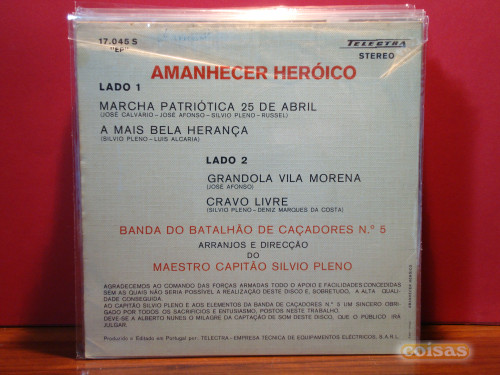 17.045 S
"EP"
TELECTRA
STEREO
AMANHECER HERÓICO
LADO 1
MARCHA PATRIÓTICA 25 DE ABRIL
(JOSÉ CALVARIO - JOSÉ AFONSO - SILVIO PLENO - RUSSEL)
A MAIS BELA HERANÇA
(SILVIO PLENO - LUIS ALCARIA)
LADO 2
GRANDOLA VILA MORENA
(JOSÉ AFONSO)
CRAVO LIVRE
(SILVIO PLENO - DENIZ MARQUES DA COSTA)
BANDA DO BATALHÃO DE CAÇADORES N.º 5
ARRANJOS E DIRECÇÃO
DO
MAESTRO CAPITÃO SILVIO PLENO
AGRADECEMOS AO COMANDO DAS FORÇAS ARMADAS TODO O APOIO E FACILIDADES CONCEDIDAS
SEM AS QUAIS NÃO SERIA POSSÍVEL A REALIZAÇÃO DESTE DISCO E, SOBRETUDO, A ALTA QUALI-
DADE CONSEGUIDA.
AO CAPITÃO SILVIO PLENO E AOS ELEMENTOS DA BANDA DE CAÇADORES N.º 5 UM SINCERO OBRI-
GADO POR TODOS OS SACRIFICIOS E ENTUSIASMO, POSTOS NESTE TRABALHO.
DEVE-SE A ALBERTO NUNES O MILAGRE DA CAPTAÇÃO DE SOM DESTE DISCO, QUE O PÚBLICO IRÁ
JULGAR.
Produzido e Editado em Portugal por: TELECTRA - EMPRESA TÉCNICA DE EQUIPAMENTOS ELÉCTRICOS, S.A.R.L.
coisas